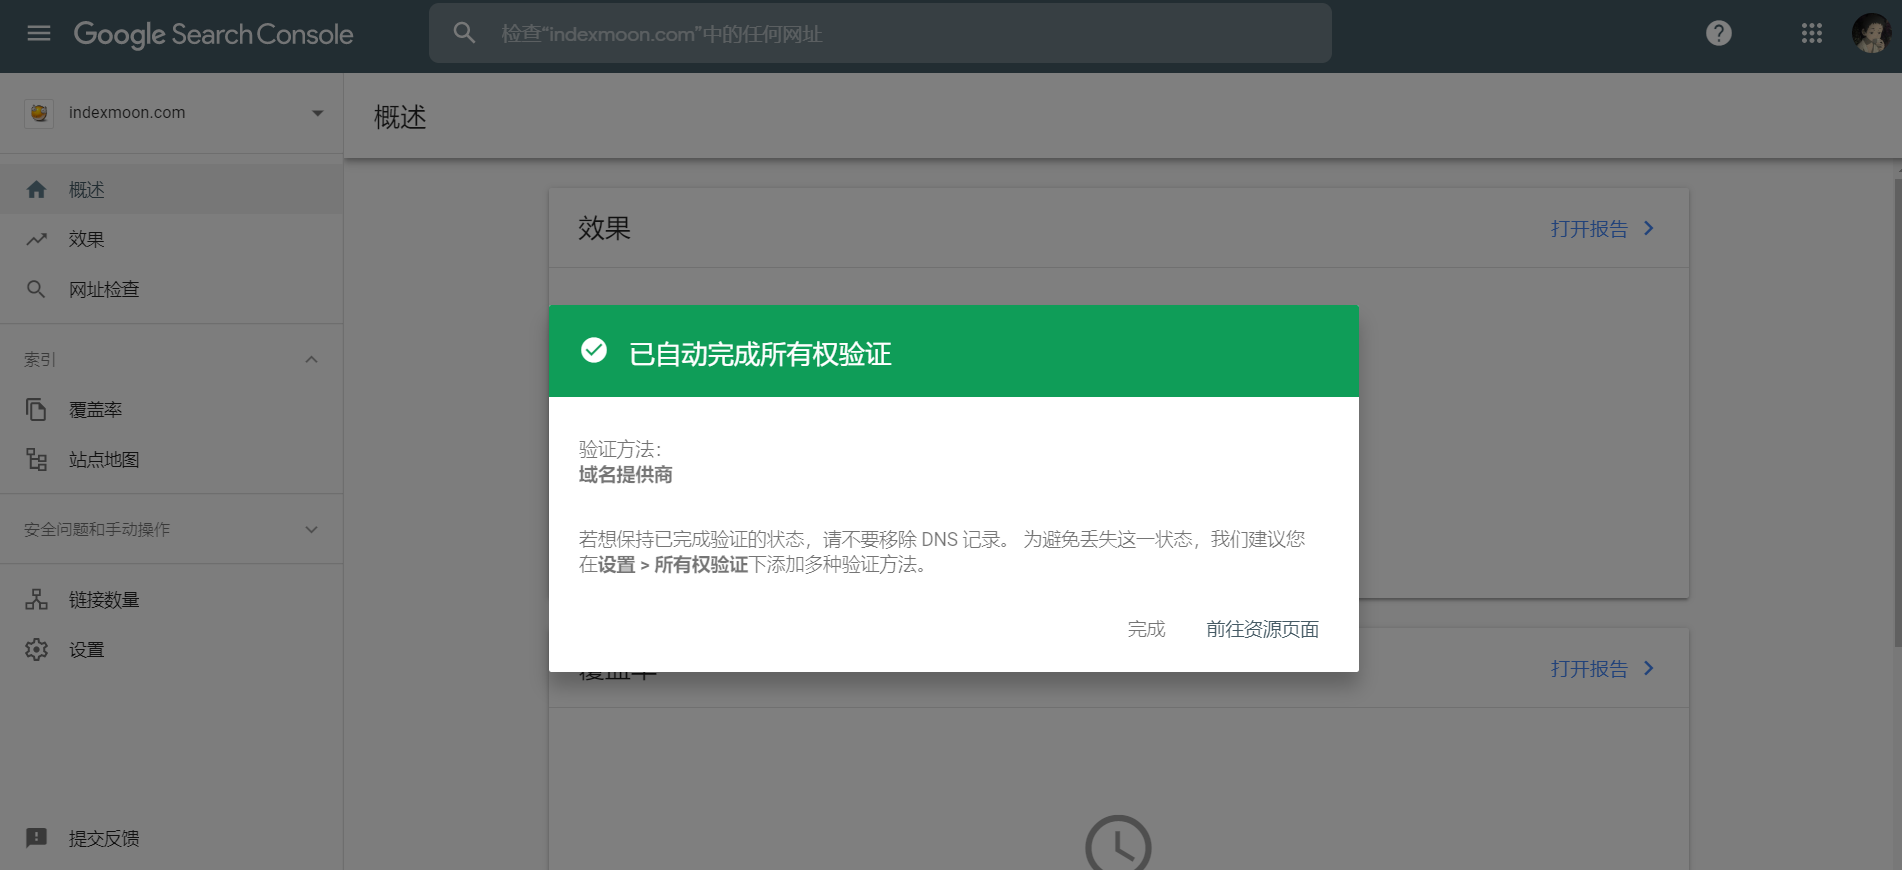 Google Search Console
检查“indexmoon.com”中的任何网址
indexmoon.com
概述
概述
效果
网址检查
索引
覆盖率
站点地图
安全问题和手动操作
链接数量
设置
提交反馈
效果
打开报告
已自动完成所有权验证
验证方法：
域名提供商
若想保持已完成验证的状态，请不要移除 DNS 记录。 为避免丢失这一状态，我们建议您
在设置 > 所有权验证下添加多种验证方法。
完成
前往资源页面
覆盖率
打开报告